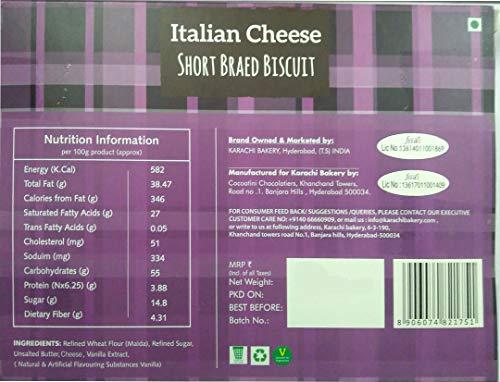 Italian Cheese
SHORT BRAED BISCUIT
Nutrition Information
per 100g product (approx)
Energy (K.Cal) 582
Total Fat (g) 38.47
Calories from Fat (g) 346
Saturated Fatty Acids (g) 27
Trans Fatty Acids (g) 0.05
Cholesterol (mg) 51
Soduim (mg) 334
Carbohydrates (g) 55
Protein (Nx6.25) (g) 3.88
Sugar (g) 14.8
Dietary Fiber (g) 4.31
INGREDIENTS: Refined Wheat Flour (Maida), Refined Sugar,
Unsalted Butter, Cheese , Vanilla Extract,
( Natural & Artificial Flavouring Substances Vanilla)
Brand Owned & Marketed by:
KARACHI BAKERY, Hyderabad, (T.S) INDIA
fssai
Lic No :13614011001869
Manufactured for Karachi Bakery by:
Cocoatini Chocolatiers, Khanchand Towers,
Road no .1 , Banjara Hills , Hyderabad 500034.
fssai
Lic No :13617011001409
FOR CONSUMER FEED BACK/ SUGGESTIONS /QUERIES, PLEASE CONTACT OUR EXECUTIVE
CUSTOMER CARE NO: +9140 66660909, or mail us @ info@karachibakery.com ,
or write to us at following address, Karachi bakery, 6-3-190,
Khanchand towers road No.1, Banjara hills, Hyderabad-500034
MRP ₹
(Incl. of all Taxes)
Net Weight:
PKD ON:
BEST BEFORE:
Batch No.:
8 906074 821751
V